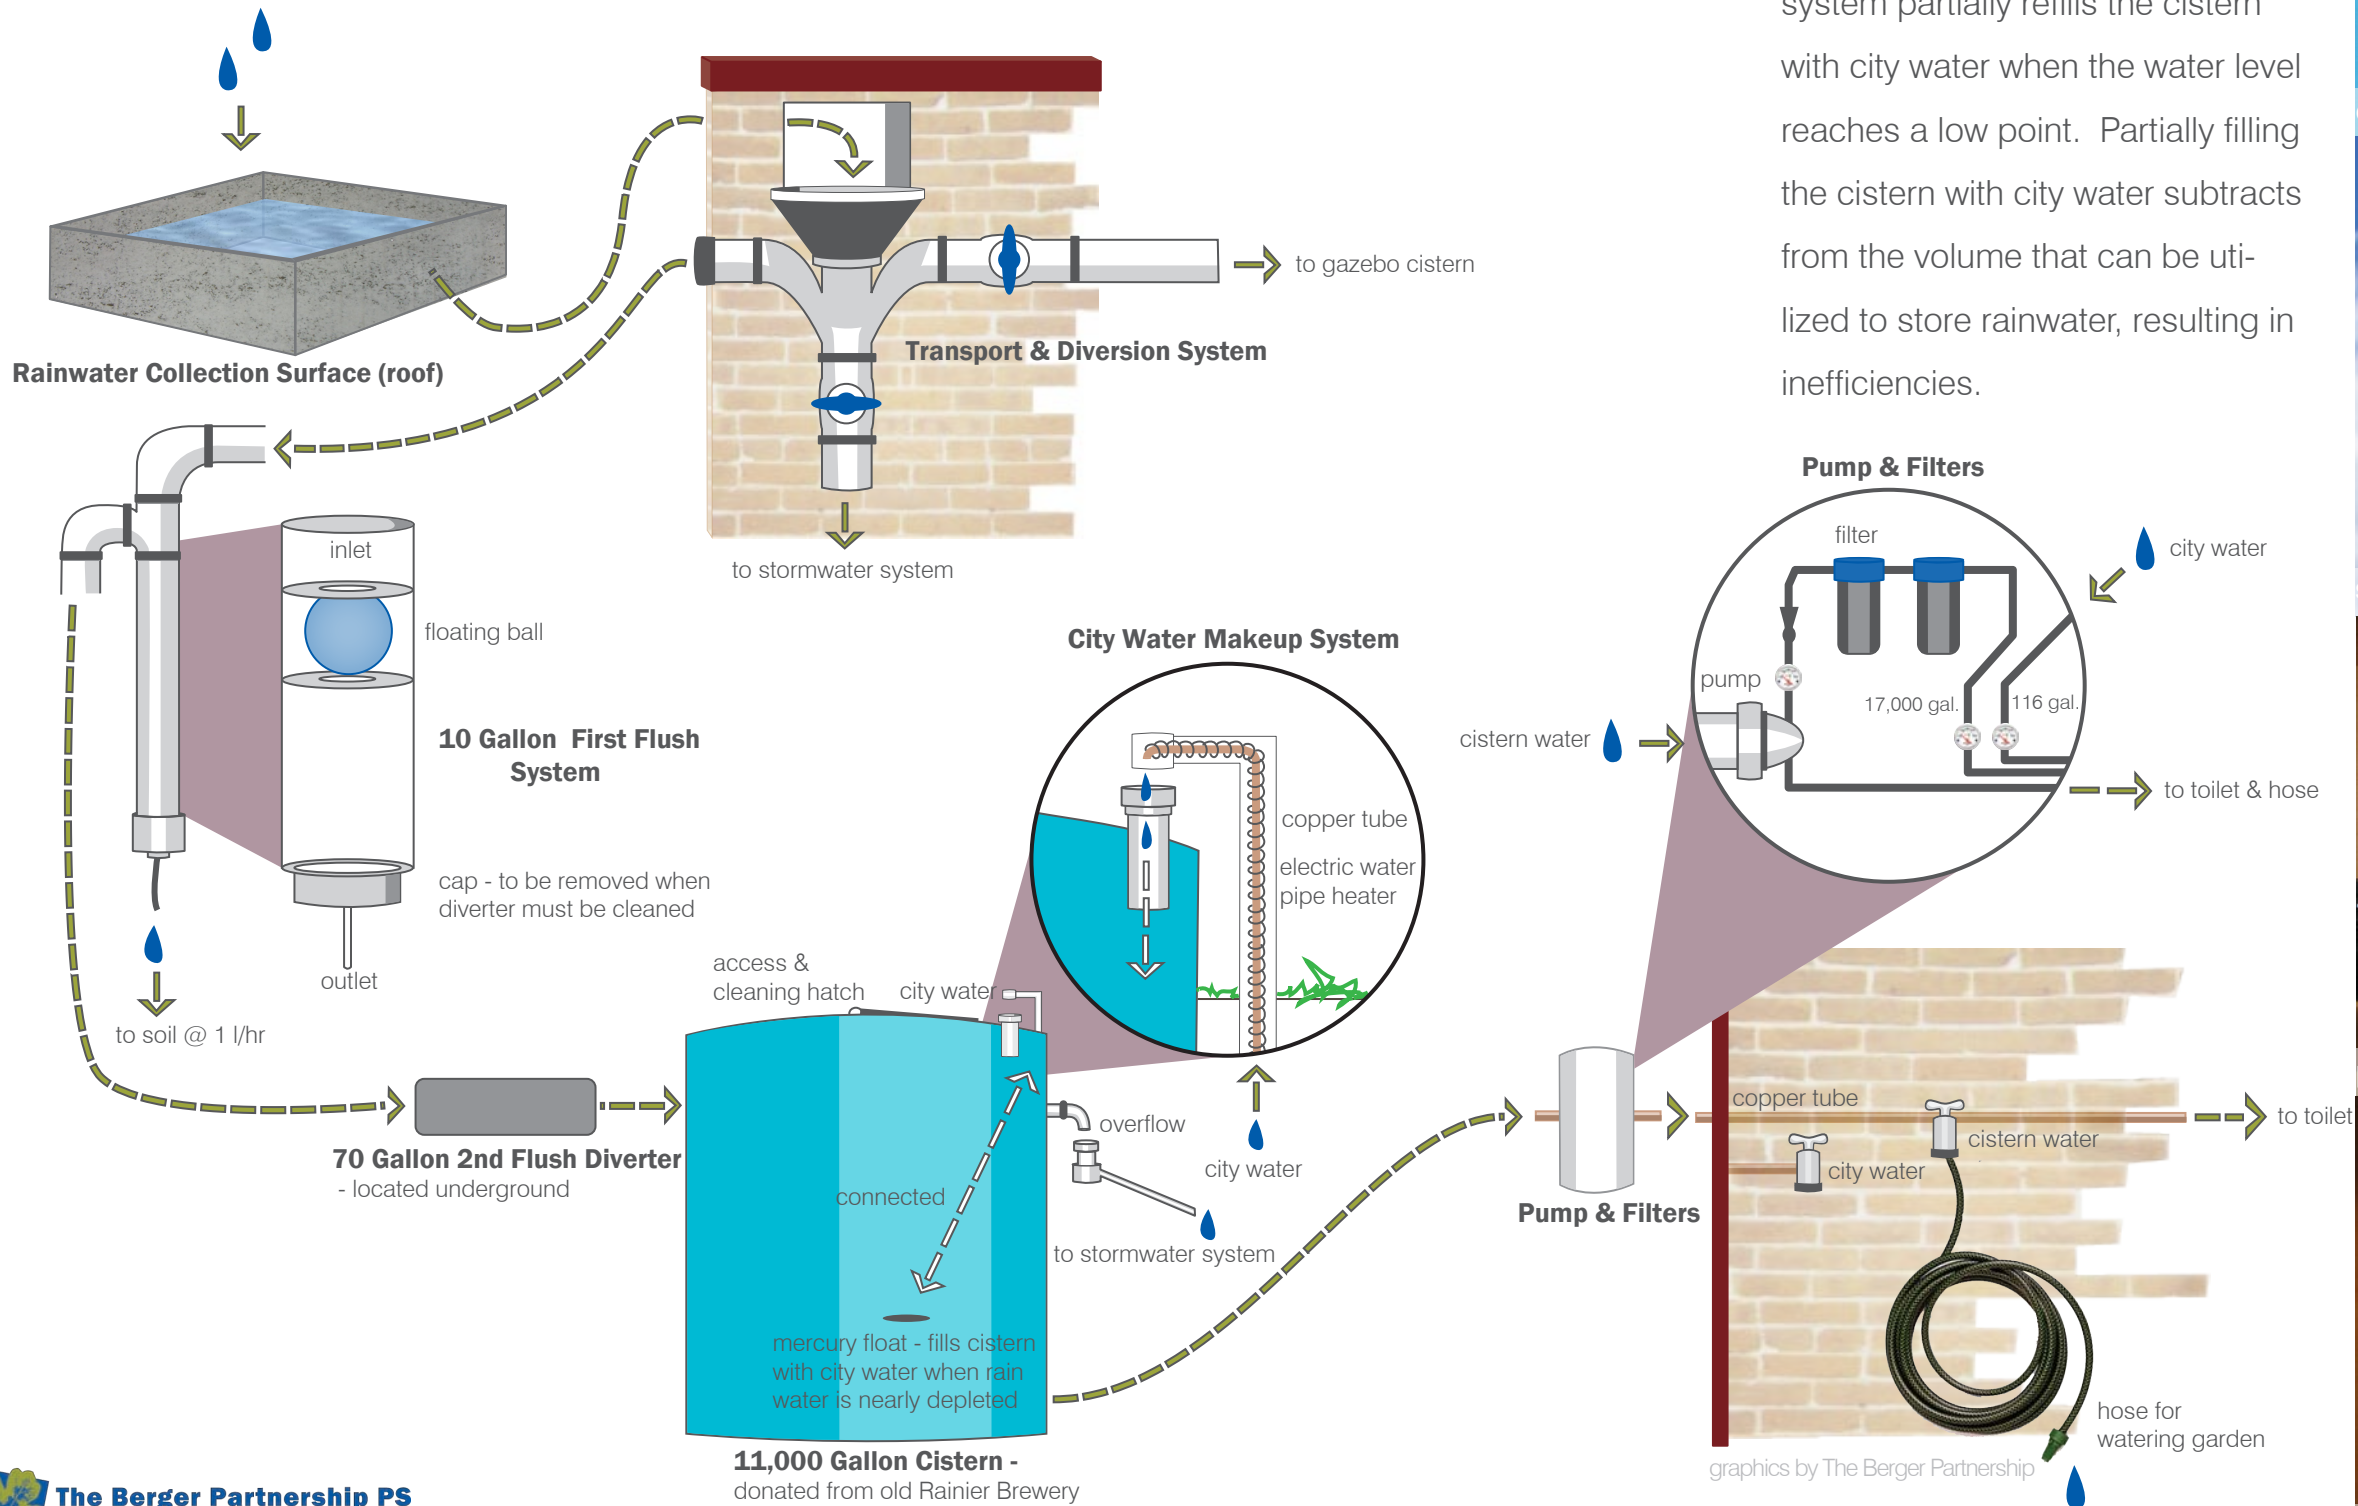 system partially refills the cistern
with city water when the water level
reaches a low point.  Partially filling
the cistern with city water subtracts
from the volume that can be uti-
lized to store rainwater, resulting in
inefficiencies.
Rainwater Collection Surface (roof)
to gazebo cistern
Transport & Diversion System
to stormwater system
inlet
floating ball
10 Gallon  First Flush
System
cap - to be removed when
diverter must be cleaned
outlet
to soil @ 1 l/hr
70 Gallon 2nd Flush Diverter
- located underground
City Water Makeup System
copper tube
electric water
pipe heater
city water
access &
cleaning hatch
city water
overflow
to stormwater system
connected
mercury float - fills cistern
with city water when rain
water is nearly depleted
11,000 Gallon Cistern -
donated from old Rainier Brewery
Pump & Filters
filter
city water
pump
17,000 gal.
116 gal.
cistern water
to toilet & hose
Pump & Filters
copper tube
cistern water
city water
to toilet
hose for
watering garden
graphics by The Berger Partnership
The Berger Partnership PS